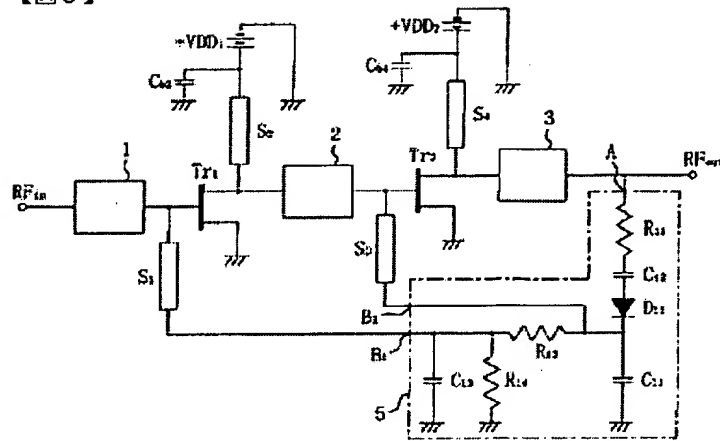 +VDD₁
+VDD₂
C
C
S₂
S₄
1
2
3
Tr₁
Tr₂
A
RFin
RFout
S₁
S₃
R₁₁
C₁₂
D₁₁
B₂
B₁
R₁₃
C₁₃
R₁₄
C₁₁
5